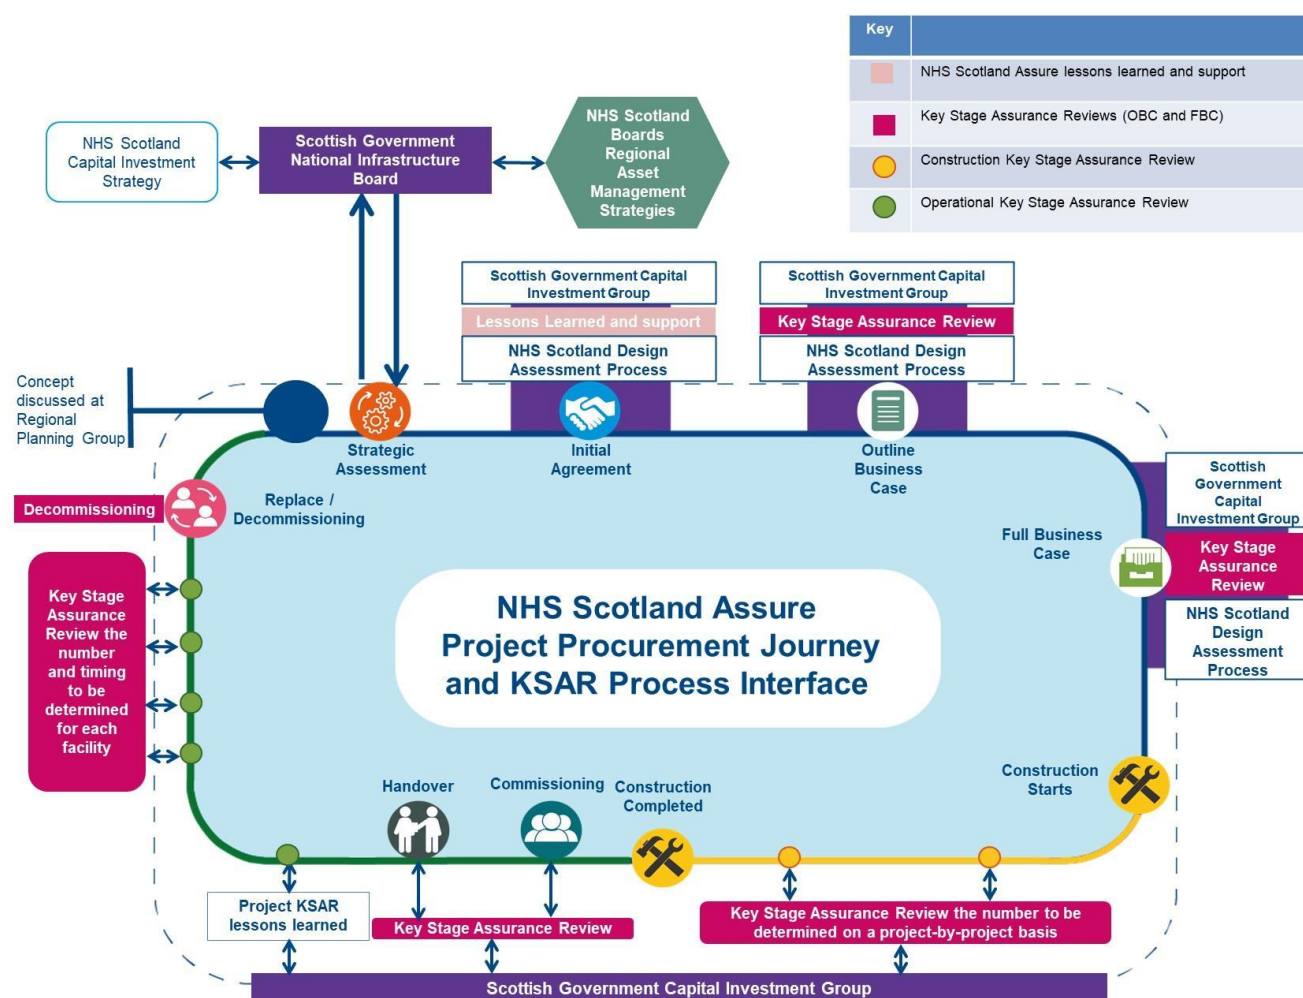 Key
NHS Scotland Assure lessons learned and support
Key Stage Assurance Reviews (OBC and FBC)
Construction Key Stage Assurance Review
Operational Key Stage Assurance Review
NHS Scotland
Capital Investment
Strategy
Scottish Government
National Infrastructure
Board
NHS Scotland
Boards
Regional
Asset
Management
Strategies
Scottish Government Capital
Investment Group
Lessons Learned and support
NHS Scotland Design
Assessment Process
Scottish Government Capital
Investment Group
Key Stage Assurance Review
NHS Scotland Design
Assessment Process
Concept
discussed at
Regional
Planning Group
Strategic
Assessment
Initial
Agreement
Outline
Business
Case
Scottish
Government
Capital
Investment Group
Key Stage
Assurance
Review
NHS Scotland
Design
Assessment
Process
Full Business
Case
Decommissioning
Replace /
Decommissioning
Key Stage
Assurance
Review the
number
and timing
to be
determined
for each
facility
NHS Scotland Assure
Project Procurement Journey
and KSAR Process Interface
Construction
Starts
Handover
Commissioning
Construction
Completed
Project KSAR
lessons learned
Key Stage Assurance Review
Key Stage Assurance Review the number to be
determined on a project-by-project basis
Scottish Government Capital Investment Group